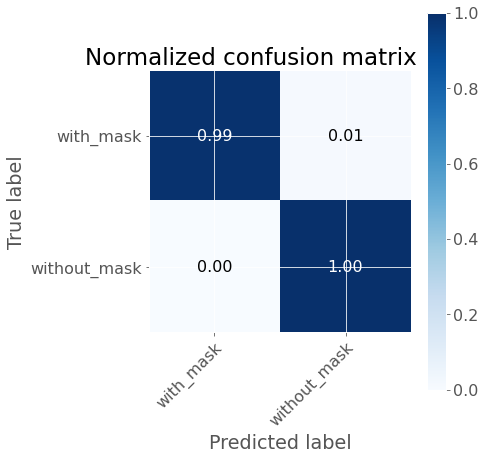 Normalized confusion matrix
True label
with_mask
0.99
0.01
without_mask
0.00
1.00
with_mask
without_mask
Predicted label
1.0
0.8
0.6
0.4
0.2
0.0